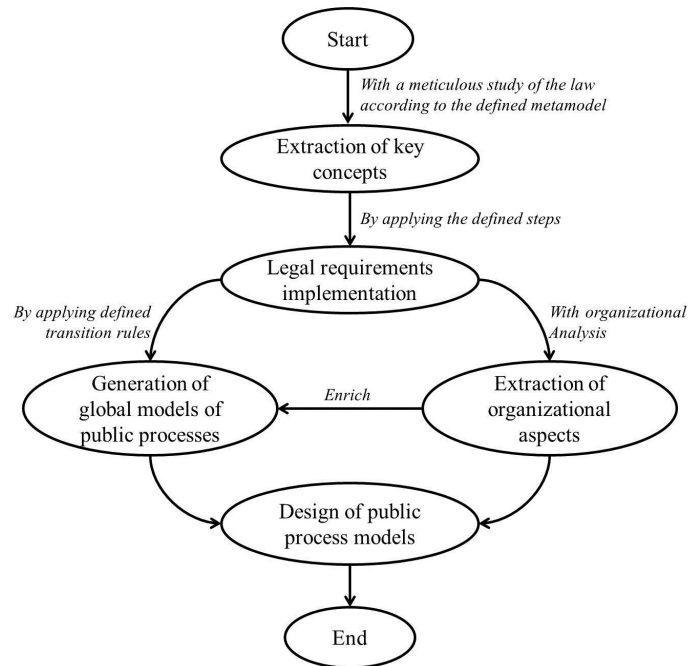 Start
With a meticulous study of the law
according to the defined metamodel
Extraction of key
concepts
By applying the defined steps
Legal requirements
implementation
By applying defined
transition rules
With organizational
Analysis
Generation of
global models of
public processes
Enrich
Extraction of
organizational
aspects
Design of public
process models
End